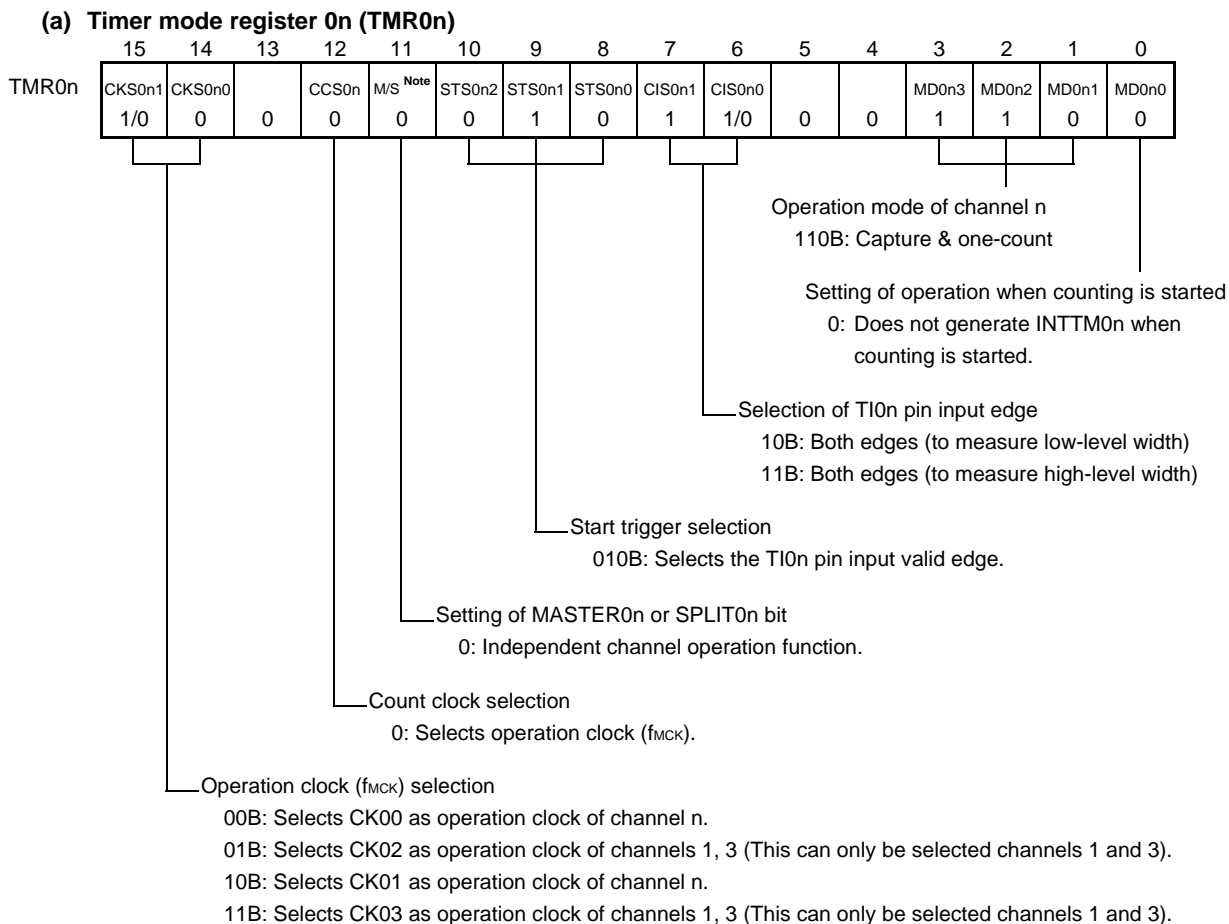 (a) Timer mode register 0n (TMR0n)
15 14 13 12 11 10 9 8 7 6 5 4 3 2 1 0
TMR0n CKS0n1 CKS0n0 CCS0n M/S Note STS0n2 STS0n1 STS0n0 CIS0n1 CIS0n0 MD0n3 MD0n2 MD0n1 MD0n0
1/0 0 0 0 0 0 1 0 1 1/0 0 0 1 1 0 0
Operation mode of channel n
110B: Capture & one-count
Setting of operation when counting is started
0: Does not generate INTTM0n when
counting is started.
Selection of TI0n pin input edge
10B: Both edges (to measure low-level width)
11B: Both edges (to measure high-level width)
Start trigger selection
010B: Selects the TI0n pin input valid edge.
Setting of MASTER0n or SPLIT0n bit
0: Independent channel operation function.
Count clock selection
0: Selects operation clock (fMCK).
Operation clock (fMCK) selection
00B: Selects CK00 as operation clock of channel n.
01B: Selects CK02 as operation clock of channels 1, 3 (This can only be selected channels 1 and 3).
10B: Selects CK01 as operation clock of channel n.
11B: Selects CK03 as operation clock of channels 1, 3 (This can only be selected channels 1 and 3).